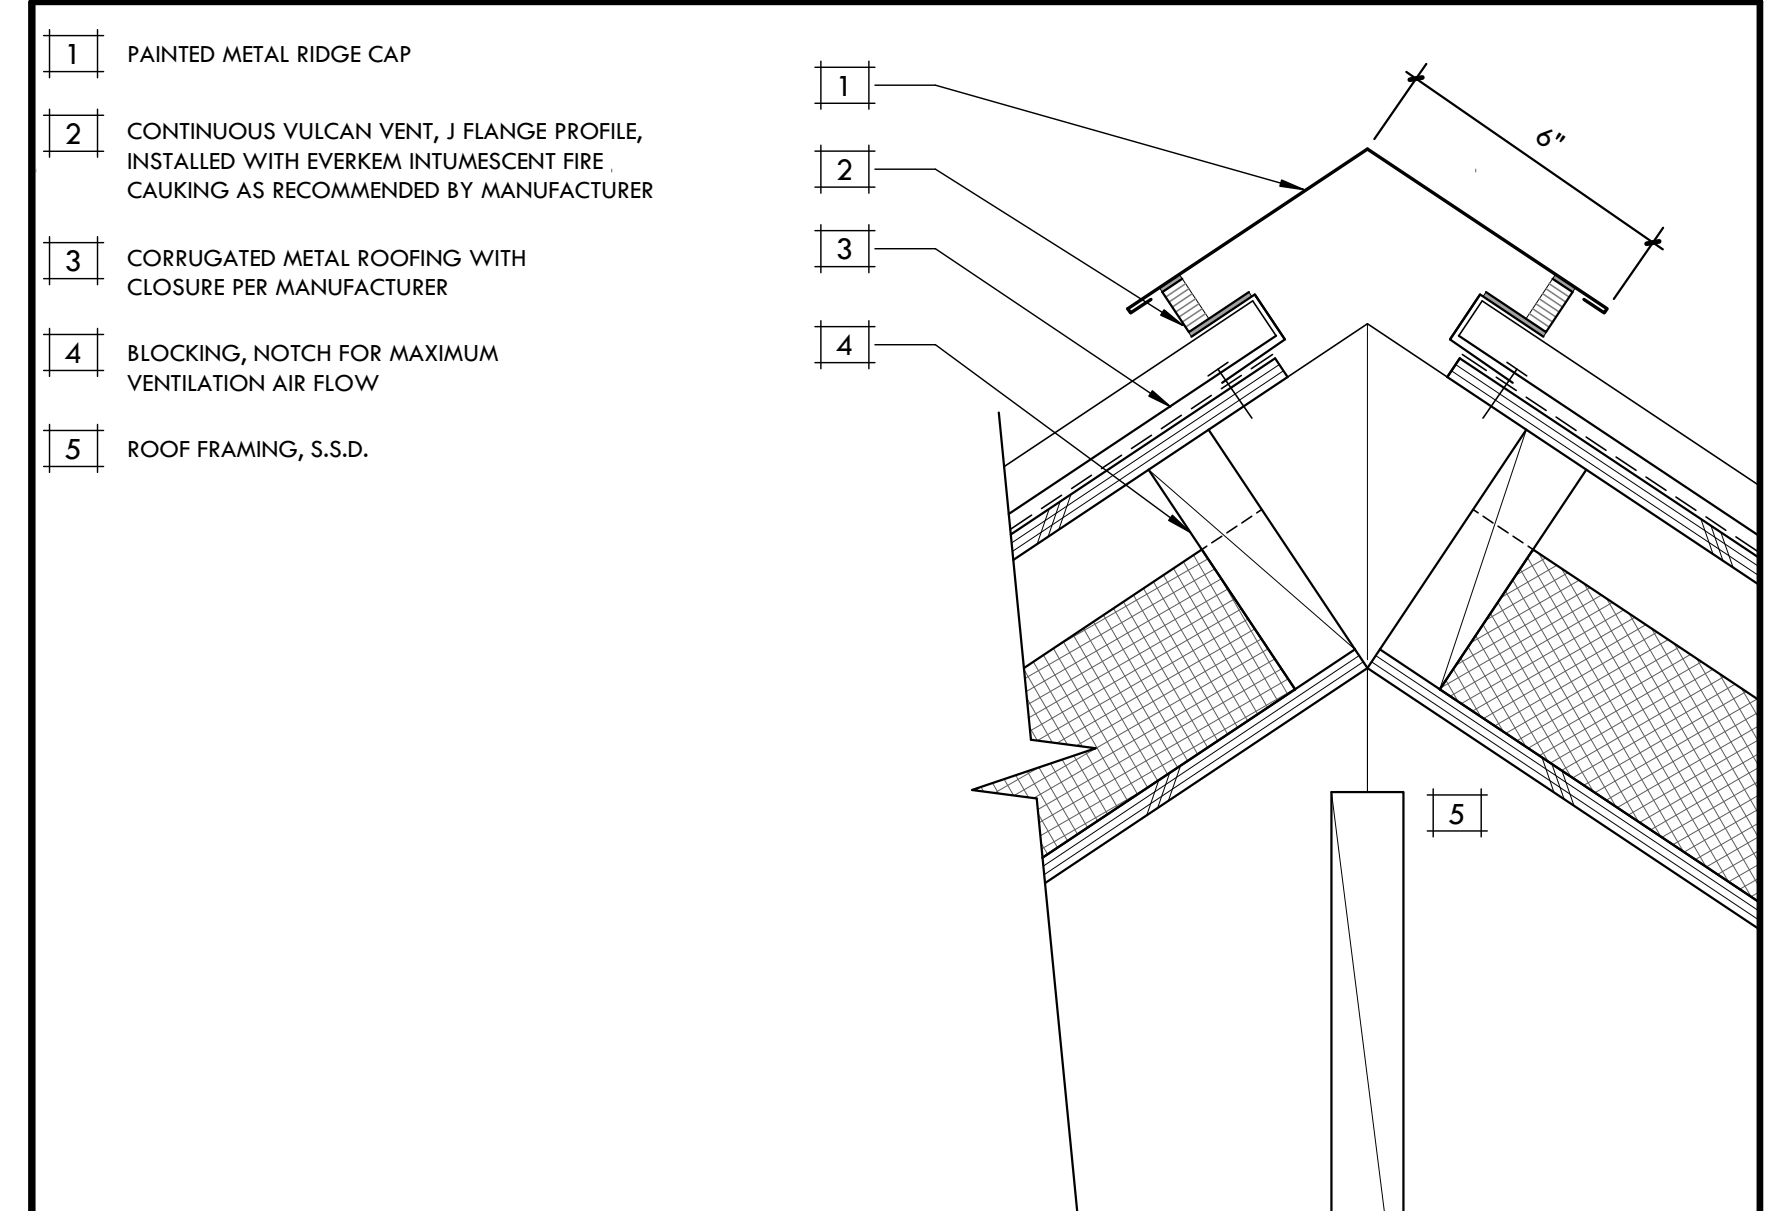 1 PAINTED METAL RIDGE CAP
2 CONTINUOUS VULCAN VENT, J FLANGE PROFILE,
INSTALLED WITH EVERKEM INTUMESCENT FIRE
CAUKING AS RECOMMENDED BY MANUFACTURER
3 CORRUGATED METAL ROOFING WITH
CLOSURE PER MANUFACTURER
4 BLOCKING, NOTCH FOR MAXIMUM
VENTILATION AIR FLOW
5 ROOF FRAMING, S.S.D.
1
6"
2
3
4
5